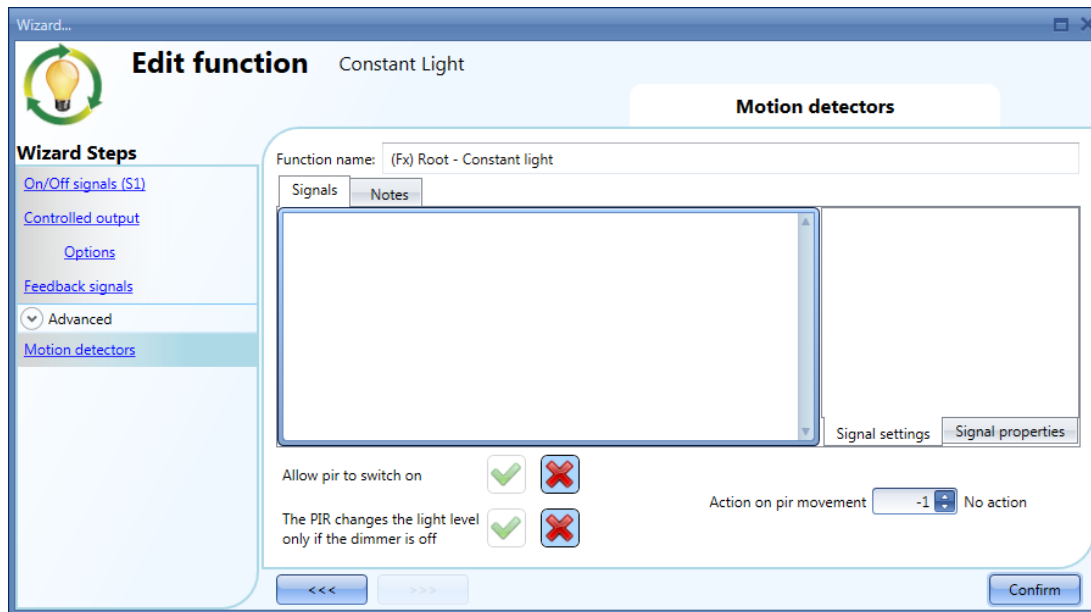 Wizard...
Edit function
Constant Light
Motion detectors
Wizard Steps
On/Off signals (S1)
Controlled output
Options
Feedback signals
Advanced
Motion detectors
Function name: (Fx) Root - Constant light
Signals
Notes
Signal settings
Signal properties
Allow pir to switch on
The PIR changes the light level
only if the dimmer is off
Action on pir movement -1 No action
<<<
>>>
Confirm